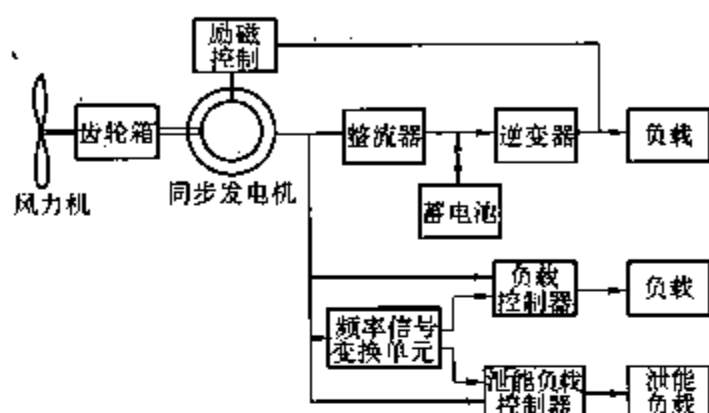 励磁
控制
齿轮箱
整流器
逆变器
负载
风力机
同步发电机
蓄电池
负载
控制器
负载
频率信号
变换单元
泄能负载
控制器
泄能
负载